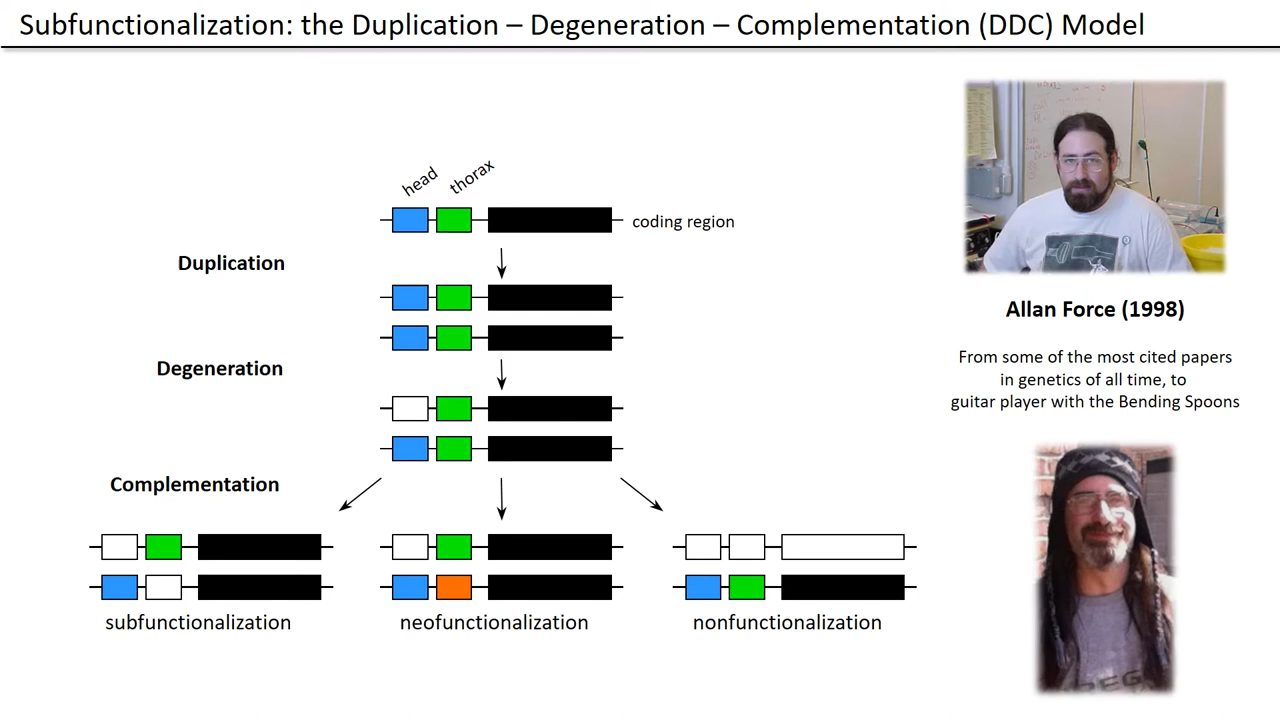 Subfunctionalization: the Duplication – Degeneration – Complementation (DDC) Model
head
thorax
coding region
Duplication
Degeneration
Complementation
subfunctionalization
neofunctionalization
nonfunctionalization
Allan Force (1998)
From some of the most cited papers
in genetics of all time, to
guitar player with the Bending Spoons